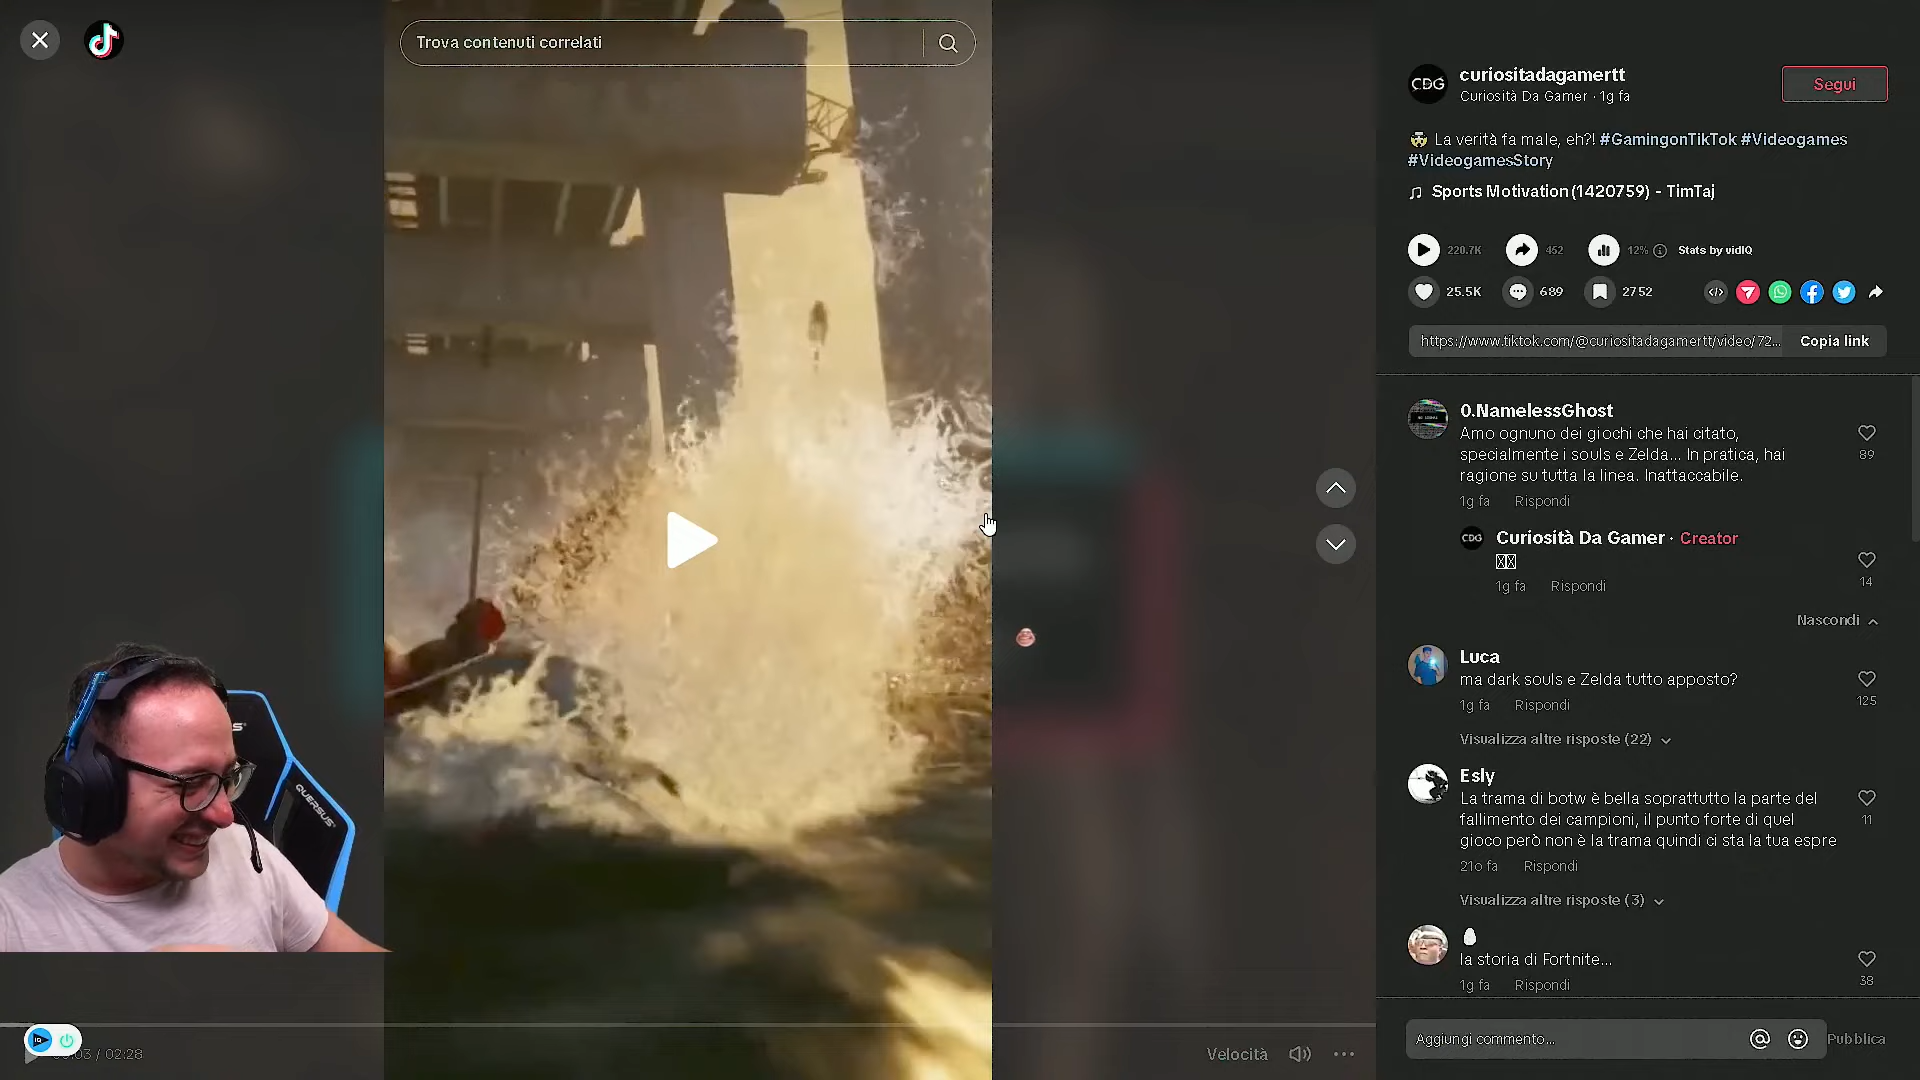 Trova contenuti correlati
CDG
curiositadagamertt
Curiosità Da Gamer · 1g fa
Segui
La verità fa male, eh?! #GamingonTikTok #Videogames
#VideogamesStory
Sports Motivation (1420759) - TimTaj
220.7K
452
12%
Stats by vidIQ
25.5K
689
2752
https://www.tiktok.com/@curiositadagamertt/video/72...
Copia link
0.NamelessGhost
Amo ognuno dei giochi che hai citato,
specialmente i souls e Zelda... In pratica, hai
ragione su tutta la linea. Inattaccabile.
89
1g fa Rispondi
CDG
Curiosità Da Gamer · Creator
1g fa Rispondi
14
Nascondi
Luca
ma dark souls e Zelda tutto apposto?
125
1g fa Rispondi
Visualizza altre risposte (22)
Esly
La trama di botw è bella soprattutto la parte del
fallimento dei campioni, il punto forte di quel
gioco però non è la trama quindi ci sta la tua espre
11
21o fa Rispondi
Visualizza altre risposte (3)
la storia di Fortnite...
38
1g fa Rispondi
Aggiungi commento...
Pubblica
QUERSUS
IQ
/ 02:28
Velocità